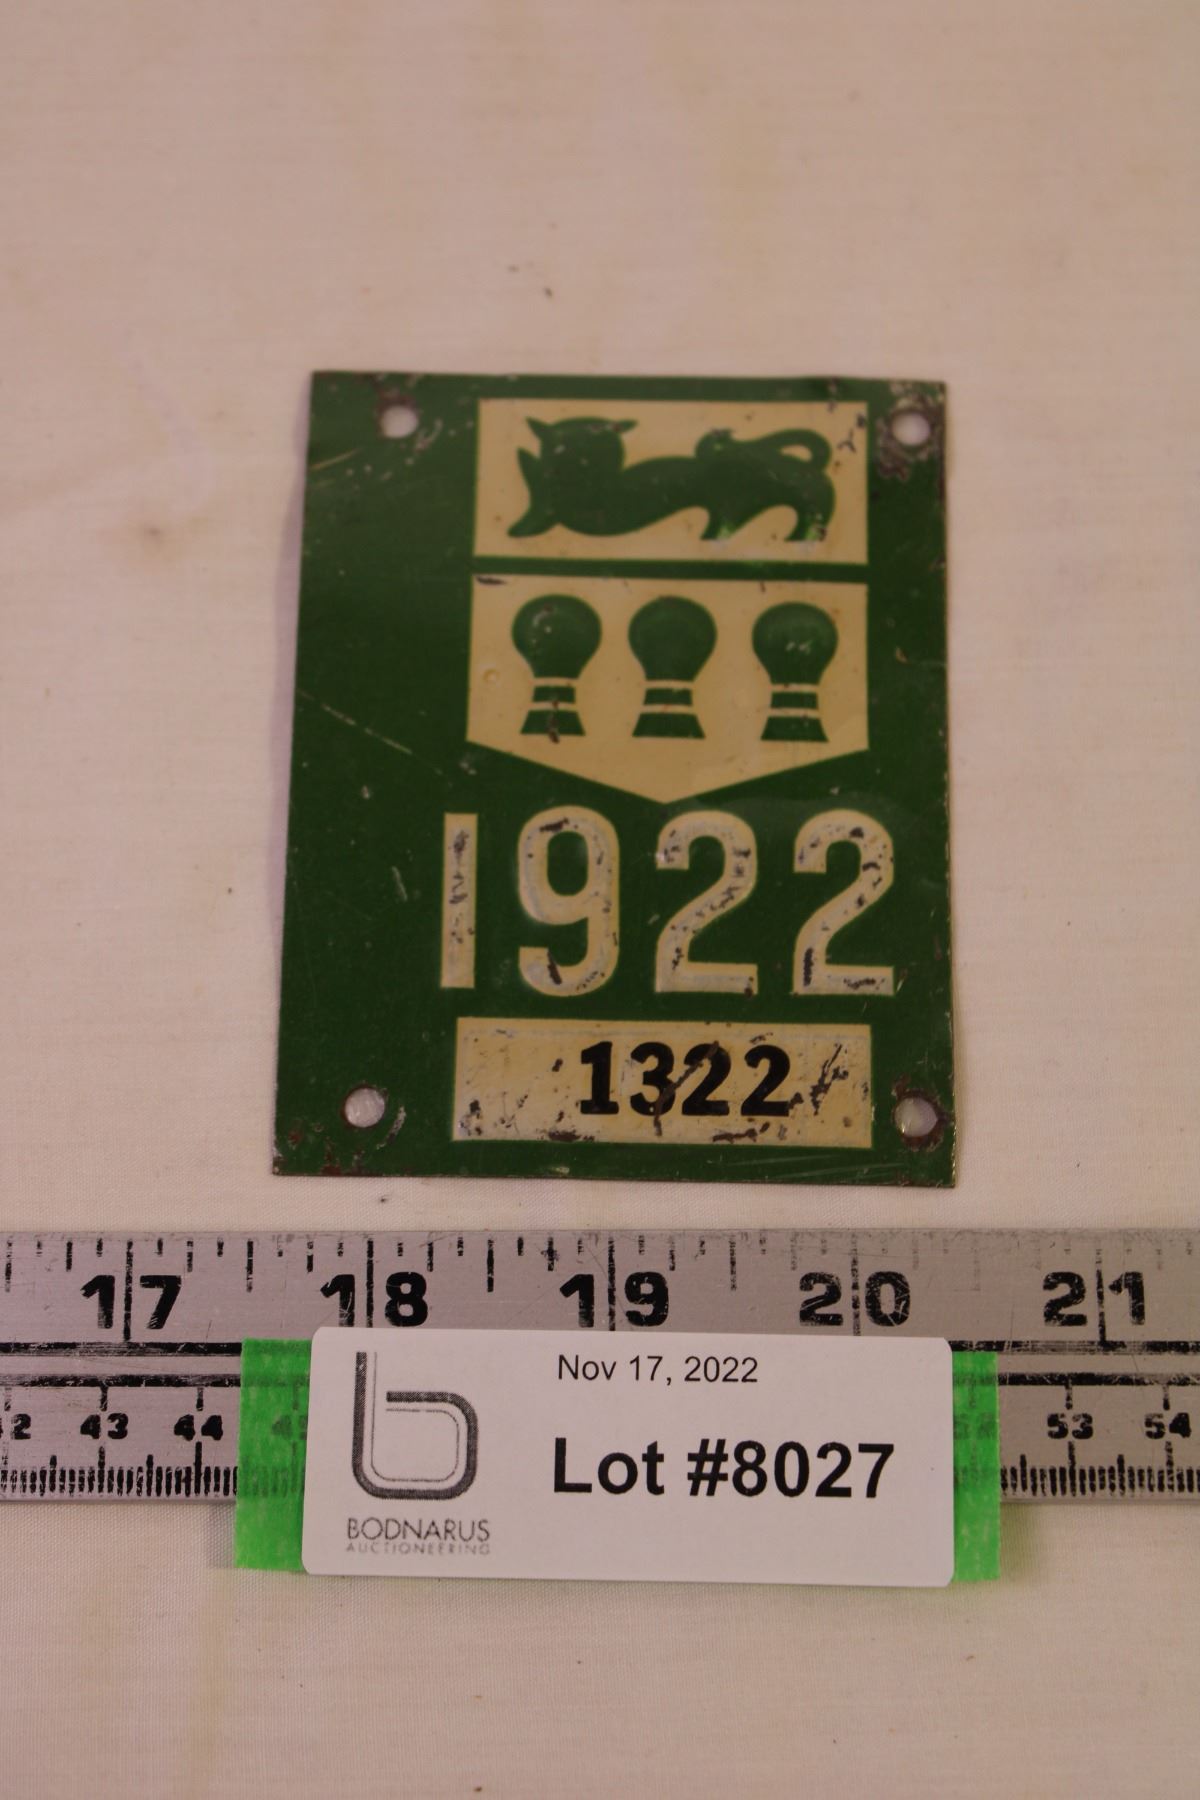 1922
1322
17 18 19 20 21
43 44 53 54
Nov 17, 2022
Lot #8027
BODNARUS
AUCTIONEERING